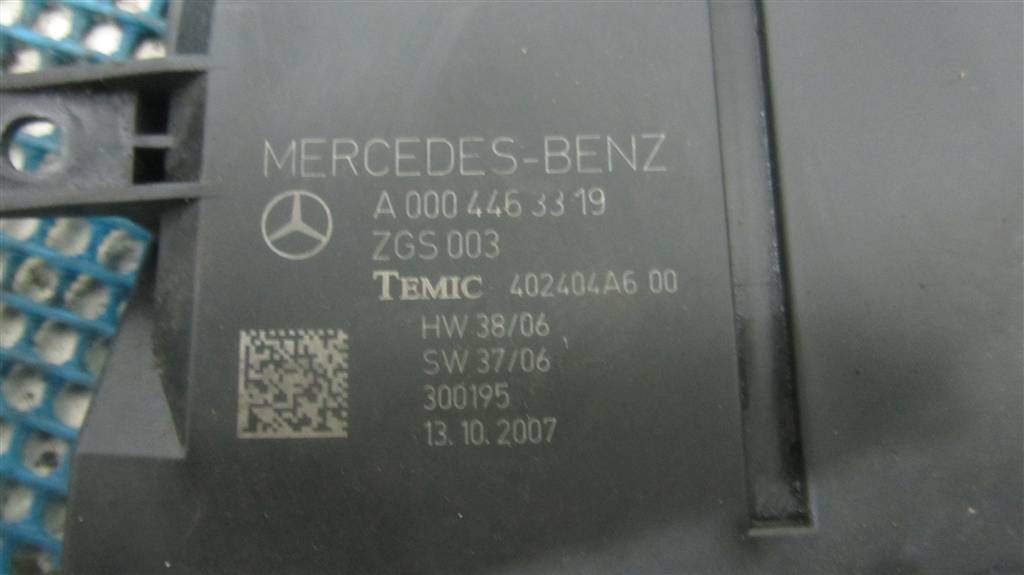 MERCEDES-BENZ
A 000 446 33 19
ZGS 003
TEMIC 402404A6 00
HW 38/06
SW 37/06
300195
13.10.2007